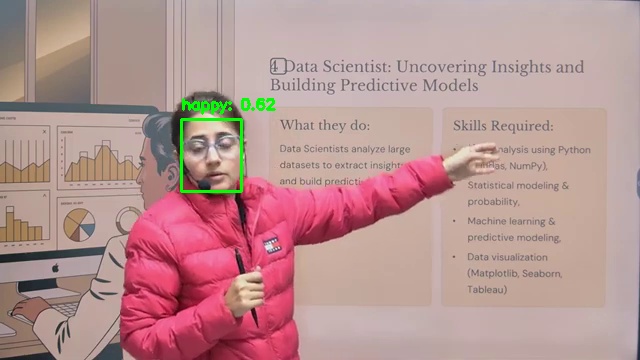 4 Data Scientist: Uncovering Insights and
Building Predictive Models
happy: 0.62
What they do:
Data Scientists analyze large
datasets to extract insights
and build
Skills Required:
analysis using Python
NumPy),
Statistical modeling &
probability,
Machine learning &
predictive modeling,
Data visualization
(Matplotlib, Seaborn,
Tableau)